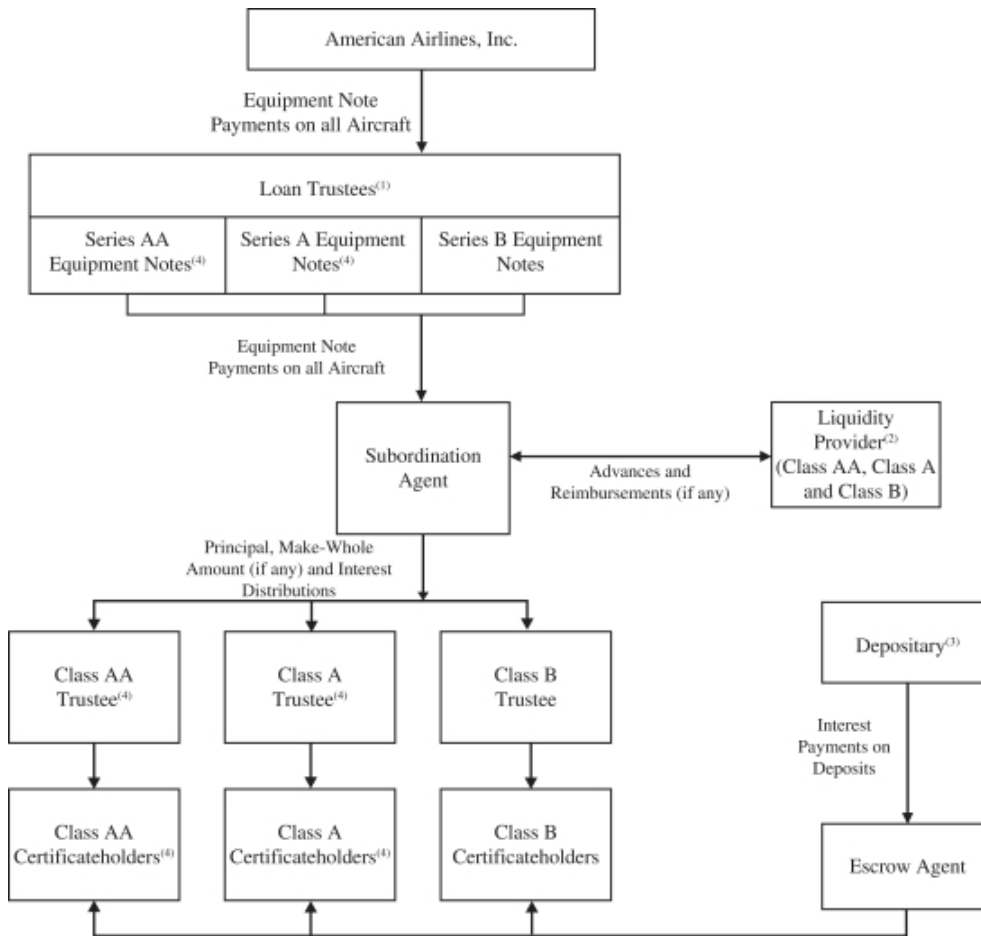 American Airlines, Inc.
Equipment Note
Payments on all Aircraft
Loan Trustees(1)
Series AA
Equipment Notes(4)
Series A Equipment
Notes(4)
Series B Equipment
Notes
Equipment Note
Payments on all Aircraft
Subordination
Agent
Liquidity
Provider(2)
(Class AA, Class A
and Class B)
Advances and
Reimbursements (if any)
Principal, Make-Whole
Amount (if any) and Interest
Distributions
Class AA
Trustee(4)
Class A
Trustee(4)
Class B
Trustee
Depositary(3)
Interest
Payments on
Deposits
Class AA
Certificateholders(4)
Class A
Certificateholders(4)
Class B
Certificateholders
Escrow Agent